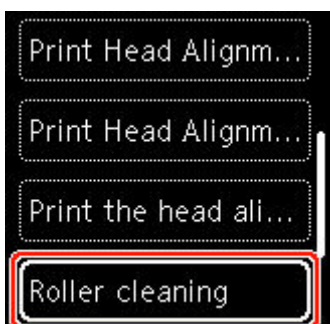 Print Head Alignm...
Print Head Alignm...
Print the head ali...
Roller cleaning